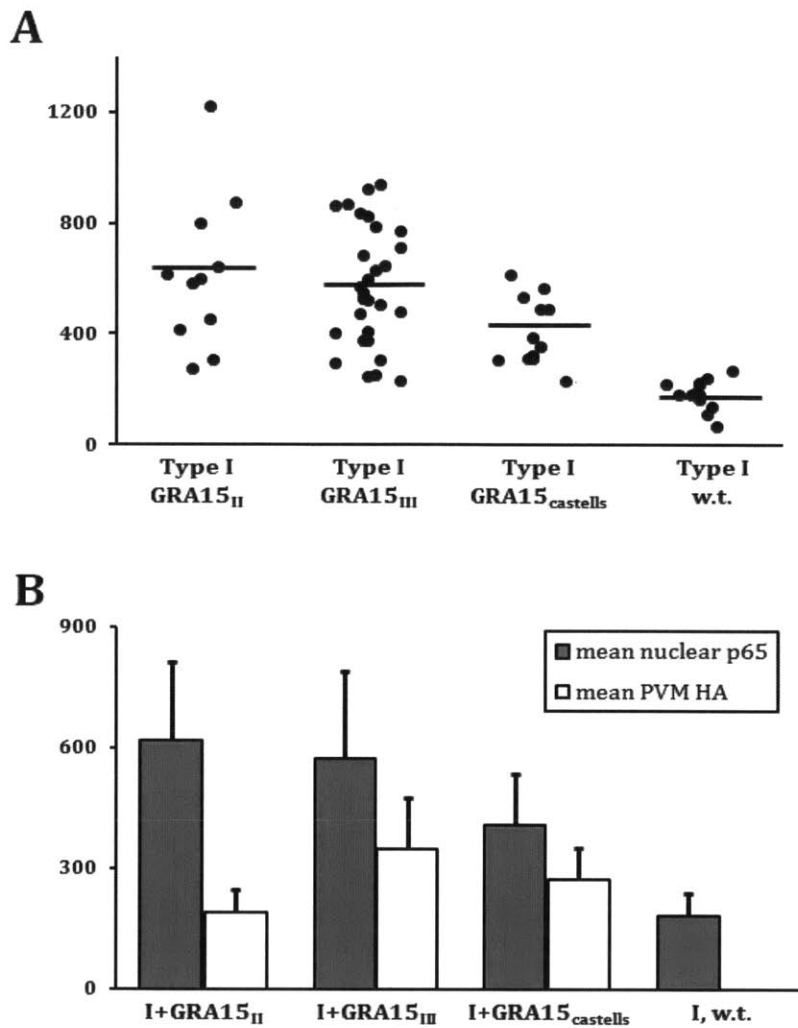 A
1200
800
400
0
Type I Type I Type I Type I
GRA15II GRA15III GRA15castells w.t.
B
900
mean nuclear p65
mean PVM HA
600
300
0
I+GRA15II I+GRA15III I+GRA15castells I, w.t.